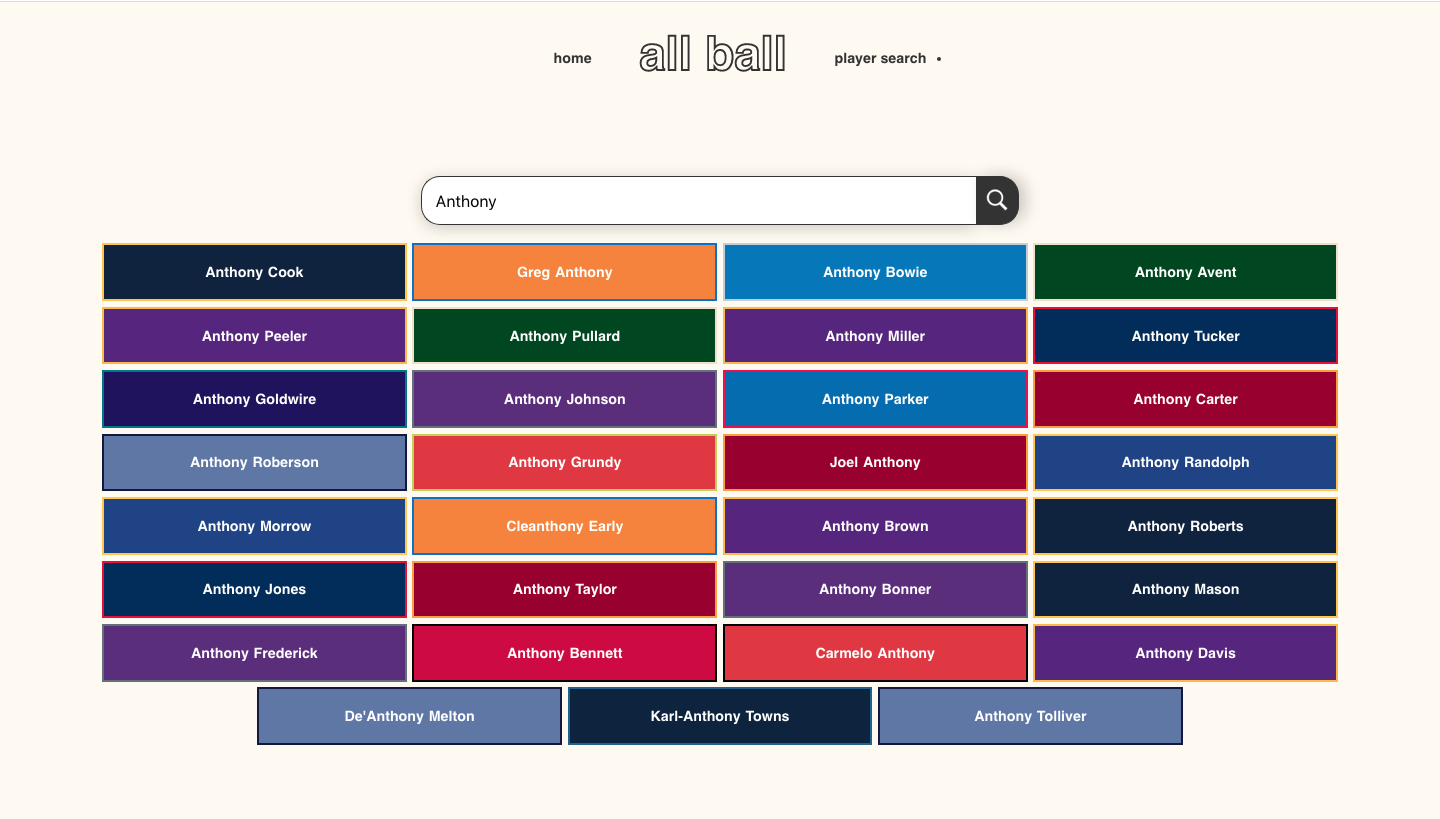 home all ball player search •
Anthony
Anthony Cook Greg Anthony Anthony Bowie Anthony Avent
Anthony Peeler Anthony Pullard Anthony Miller Anthony Tucker
Anthony Goldwire Anthony Johnson Anthony Parker Anthony Carter
Anthony Roberson Anthony Grundy Joel Anthony Anthony Randolph
Anthony Morrow Cleanthony Early Anthony Brown Anthony Roberts
Anthony Jones Anthony Taylor Anthony Bonner Anthony Mason
Anthony Frederick Anthony Bennett Carmelo Anthony Anthony Davis
De'Anthony Melton Karl-Anthony Towns Anthony Tolliver